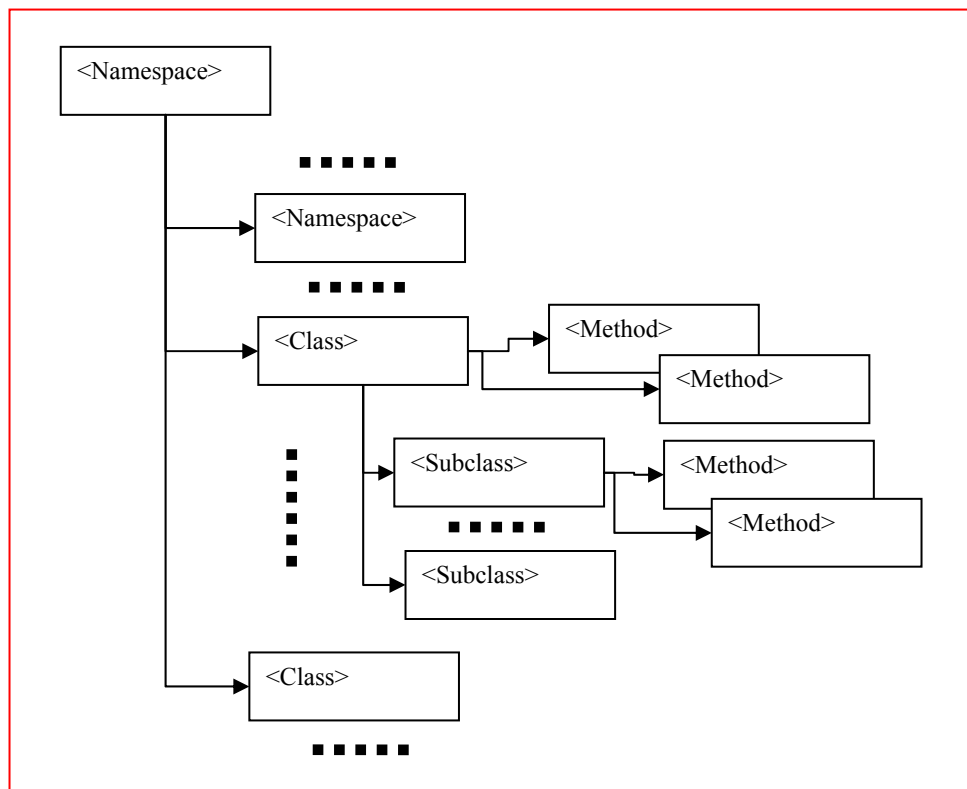 <Namespace>
<Namespace>
<Class>
<Method>
<Method>
<Subclass>
<Method>
<Method>
<Subclass>
<Class>